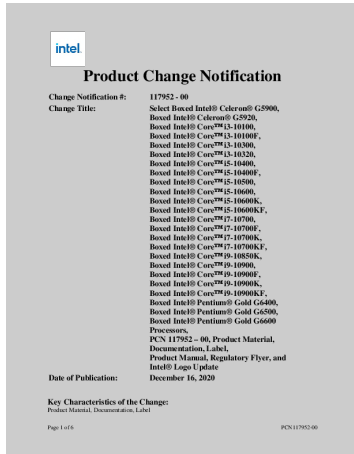 intel
Product Change Notification
Change Notification #: 117952 - 00
Change Title: Select Boxed Intel® Celeron® G5900,
Boxed Intel® Celeron® G5920,
Boxed Intel® Core™ i3-10100,
Boxed Intel® Core™ i3-10100F,
Boxed Intel® Core™ i3-10300,
Boxed Intel® Core™ i3-10320,
Boxed Intel® Core™ i5-10400,
Boxed Intel® Core™ i5-10400F,
Boxed Intel® Core™ i5-10500,
Boxed Intel® Core™ i5-10600,
Boxed Intel® Core™ i5-10600K,
Boxed Intel® Core™ i5-10600KF,
Boxed Intel® Core™ i7-10700,
Boxed Intel® Core™ i7-10700F,
Boxed Intel® Core™ i7-10700K,
Boxed Intel® Core™ i7-10700KF,
Boxed Intel® Core™ i9-10850K,
Boxed Intel® Core™ i9-10900,
Boxed Intel® Core™ i9-10900F,
Boxed Intel® Core™ i9-10900K,
Boxed Intel® Core™ i9-10900KF,
Boxed Intel® Pentium® Gold G6400,
Boxed Intel® Pentium® Gold G6500,
Boxed Intel® Pentium® Gold G6600
Processors,
PCN 117952 – 00, Product Material,
Documentation, Label,
Product Manual, Regulatory Flyer, and
Intel® Logo Update
Date of Publication: December 16, 2020
Key Characteristics of the Change:
Product Material, Documentation, Label
Page 1 of 6 PCN117952-00